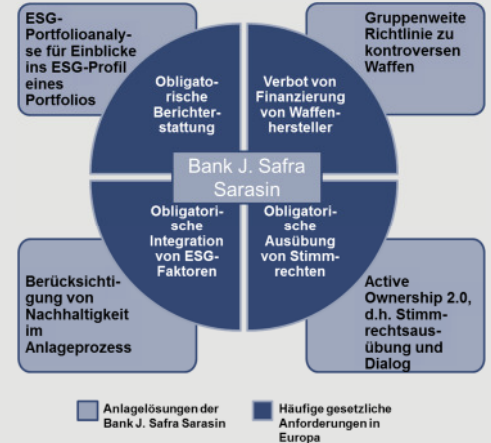 ESG-
Portfolioanaly-
se für Einblicke
ins ESG-Profil
eines
Portfolios
Gruppenweite
Richtlinie zu
kontroversen
Waffen
Obligato-
rische
Berichter-
stattung
Verbot von
Finanzierung
von Waffen-
hersteller
Bank J. Safra
Sarasin
Obligatori-
sche
Integration
von ESG-
Faktoren
Obligatori-
sche
Ausübung
von Stimm-
rechten
Berücksichti-
gung von
Nachhaltigkeit
im
Anlageprozess
Active
Ownership 2.0,
d.h. Stimm-
rechtsaus-
übung und
Dialog
Anlagelösungen der
Bank J. Safra Sarasin
Häufige gesetzliche
Anforderungen in
Europa